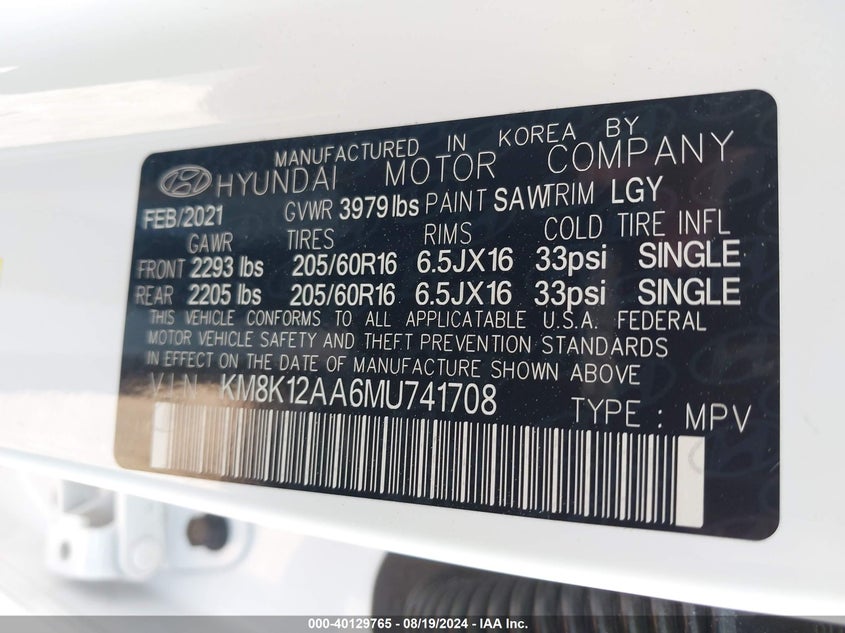 MANUFACTURED IN KOREA BY
HYUNDAI MOTOR COMPANY
FEB/2021 GVWR 3979lbs PAINT SAW TRIM LGY
GAWR TIRES RIMS COLD TIRE INFL
FRONT 2293 lbs 205/60R16 6.5JX16 33psi SINGLE
REAR 2205 lbs 205/60R16 6.5JX16 33psi SINGLE
THIS VEHICLE CONFORMS TO ALL APPLICATABLE U.S.A. FEDERAL
MOTOR VEHICLE SAFETY AND THEFT PREVENTION STANDARDS
IN EFFECT ON THE DATE OF MANUFACTURE SHOWN ABOVE
VIN KM8K12AA6MU741708 TYPE : MPV
000-40129765 - 08/19/2024 - IAA Inc.